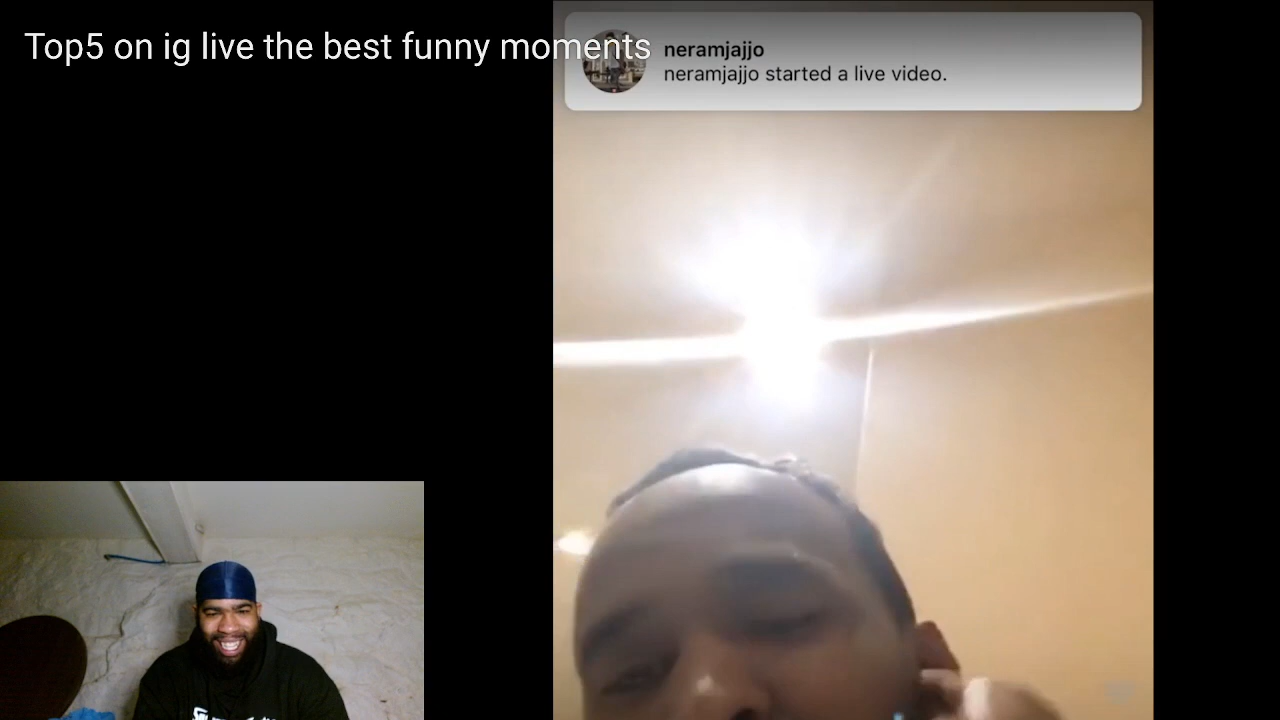 Top5 on ig live the best funny moments
neramjajjo
neramjajjo started a live video.